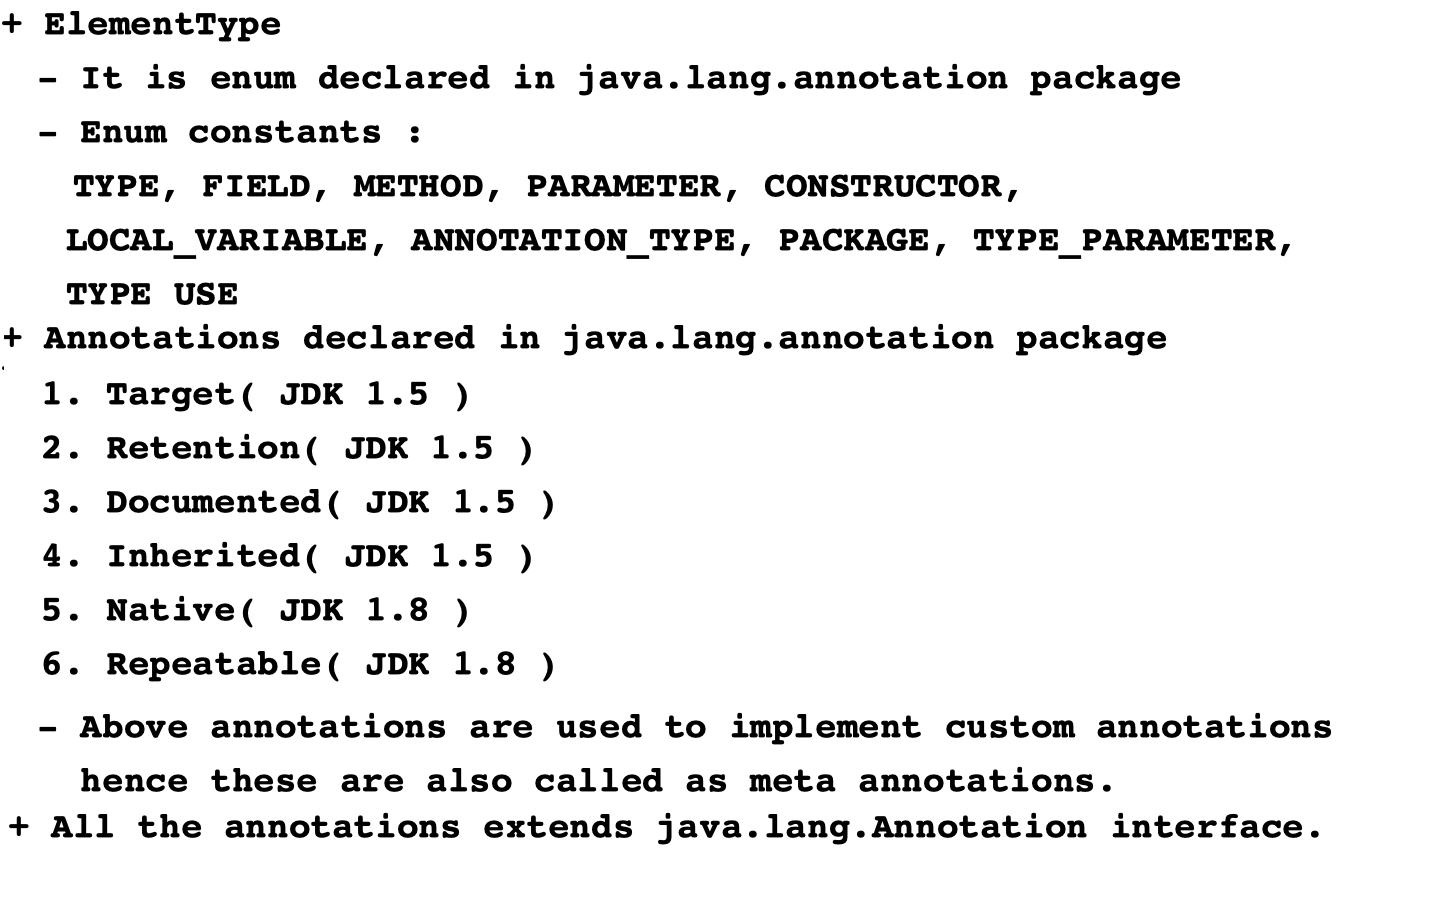 + ElementType
- It is enum declared in java.lang.annotation package
- Enum constants :
TYPE, FIELD, METHOD, PARAMETER, CONSTRUCTOR,
LOCAL_VARIABLE, ANNOTATION_TYPE, PACKAGE, TYPE_PARAMETER,
TYPE USE
+ Annotations declared in java.lang.annotation package
1. Target( JDK 1.5 )
2. Retention( JDK 1.5 )
3. Documented( JDK 1.5 )
4. Inherited( JDK 1.5 )
5. Native( JDK 1.8 )
6. Repeatable( JDK 1.8 )
- Above annotations are used to implement custom annotations
hence these are also called as meta annotations.
+ All the annotations extends java.lang.Annotation interface.